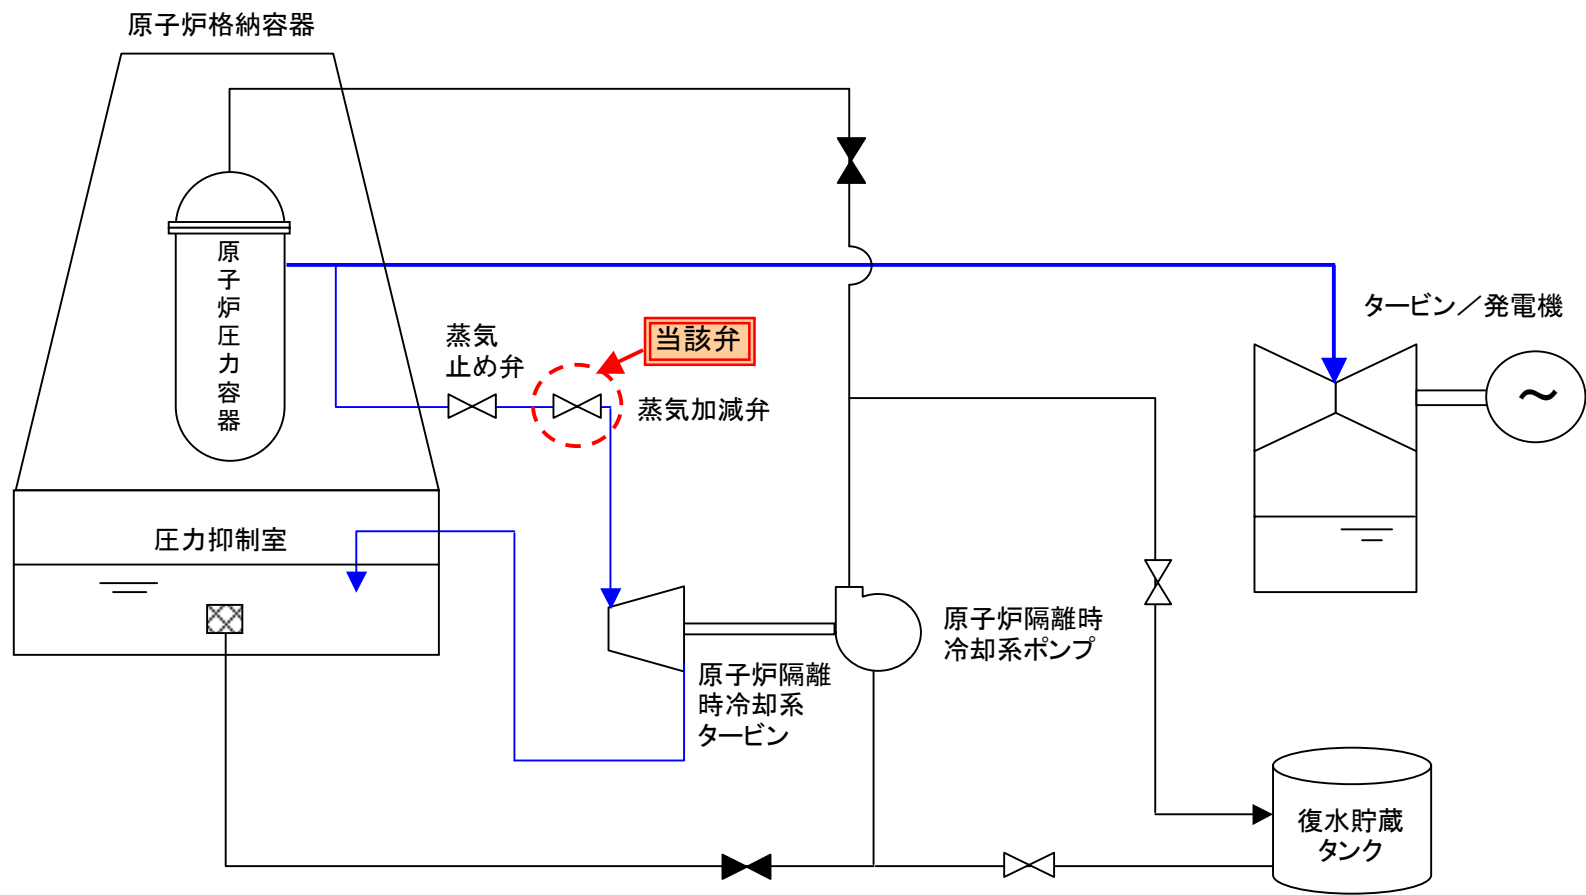 原子炉格納容器
原子炉圧力容器
タービン／発電機
蒸気
止め弁
当該弁
蒸気加減弁
～
圧力抑制室
原子炉隔離時
冷却系ポンプ
原子炉隔離
時冷却系
タービン
復水貯蔵
タンク